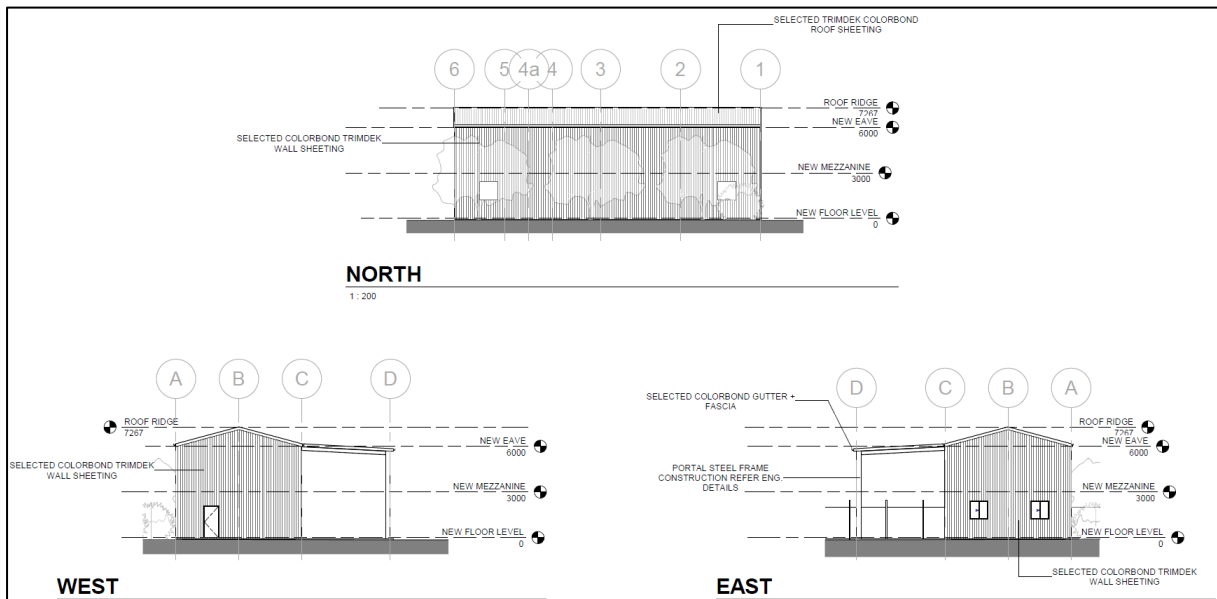 SELECTED TRIMDEK COLORBOND
ROOF SHEETING
6
5
4a
4
3
2
1
ROOF RIDGE
7267
NEW EAVE
6000
SELECTED COLORBOND TRIMDEK
WALL SHEETING
NEW MEZZANINE
3000
NEW FLOOR LEVEL
0
NORTH
1 : 200
A
B
C
D
ROOF RIDGE
7267
NEW EAVE
6000
SELECTED COLORBOND TRIMDEK
WALL SHEETING
NEW MEZZANINE
3000
NEW FLOOR LEVEL
0
WEST
D
C
B
A
SELECTED COLORBOND GUTTER +
FASCIA
ROOF RIDGE
7267
NEW EAVE
6000
PORTAL STEEL FRAME
CONSTRUCTION REFER ENG.
DETAILS
NEW MEZZANINE
3000
NEW FLOOR LEVEL
0
SELECTED COLORBOND TRIMDEK
WALL SHEETING
EAST